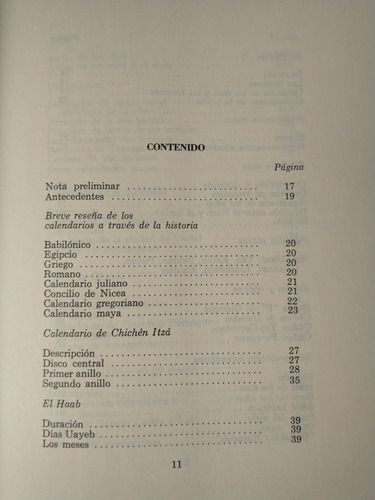 CONTENIDO
Página
Nota preliminar . . . . . . . . . . . . . . . . . . . . 17
Antecedentes . . . . . . . . . . . . . . . . . . . . 19
Breve reseña de los
calendarios a través de la historia
Babilónico . . . . . . . . . . . . . . . . . . . . 20
Egipcio . . . . . . . . . . . . . . . . . . . . 20
Griego . . . . . . . . . . . . . . . . . . . . 20
Romano . . . . . . . . . . . . . . . . . . . . 20
Calendario juliano . . . . . . . . . . . . . . . . . . . . 21
Concilio de Nicea . . . . . . . . . . . . . . . . . . . . 21
Calendario gregoriano . . . . . . . . . . . . . . . . . . 22
Calendario maya . . . . . . . . . . . . . . . . . . . . 23
Calendario de Chichén Itzá
Descripción . . . . . . . . . . . . . . . . . . . . 27
Disco central . . . . . . . . . . . . . . . . . . . . 27
Primer anillo . . . . . . . . . . . . . . . . . . . . 28
Segundo anillo . . . . . . . . . . . . . . . . . . . . 35
El Haab
Duración . . . . . . . . . . . . . . . . . . . . 39
Días Uayeb . . . . . . . . . . . . . . . . . . . . 39
Los meses . . . . . . . . . . . . . . . . . . . . 39
11